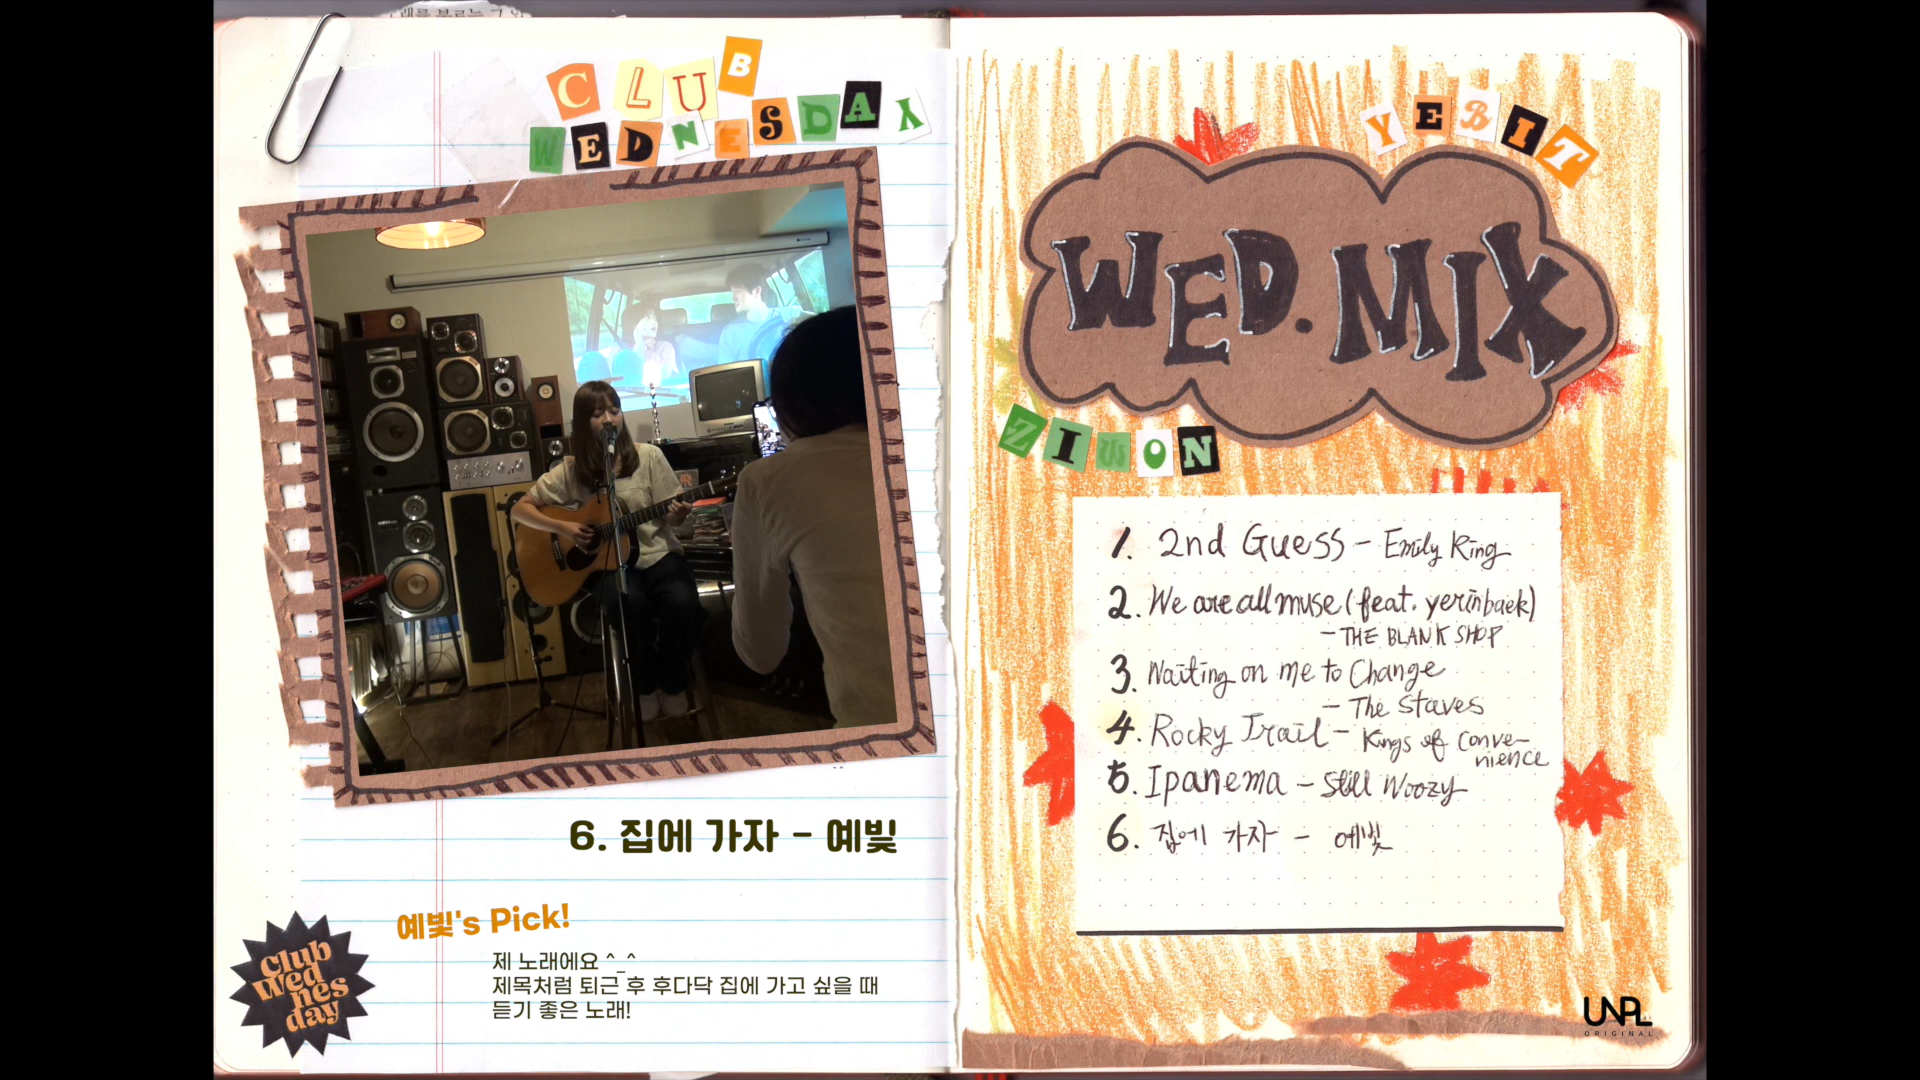 CLUB
WEDNESDAY
6. 집에 가자 - 예빛
예빛's Pick!
제 노래에요 ^_^
제목처럼 퇴근 후 후다닥 집에 가고 싶을 때
듣기 좋은 노래!
club
wed
nes
day
YEBIT
WED. MIX
ZIWON
1. 2nd Guess - Emily King
2. We are all muse (feat. yerinbaek)
- THE BLANK SHOP
3. Waiting on me to Change
- The Staves
4. Rocky Trail - Kings of Conve-
nience
5. Ipanema - Still Woozy
6. 집에 가자 - 예빛
UNPL
ORIGINAL